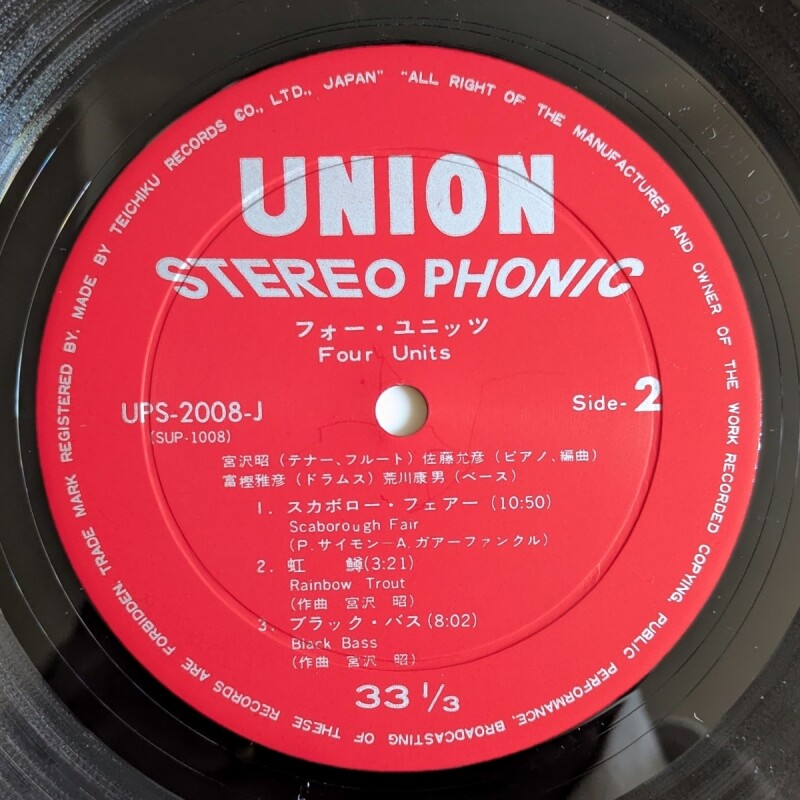 TRADE MARK REGISTERED BY. MADE BY TEICHIKU RECORDS CO., LTD., JAPAN" "ALL RIGHT OF THE MANUFACTURER AND OWNER OF THE WORK RECORDED COPYING, PUBLIC PERFORMANCE, BROADCASTING OF THESE RECORDS ARE FORBIDDEN,
UNION
STEREO PHONIC
フォー・ユニッツ
Four Units
UPS-2008-J
Side-2
(SUP-1008)
宮沢昭(テナー、フルート)佐藤允彦(ピアノ、編曲)
富樫雅彦(ドラムス)荒川康男(ベース)
1. スカボロー・フェアー(10:50)
Scaborough Fair
(P. サイモン–A. ガアーファンクル)
2. 虹 鱒(3:21)
Rainbow Trout
(作曲 宮沢 昭)
3. ブラック・バス(8:02)
Black Bass
(作曲 宮沢 昭)
33 1/3